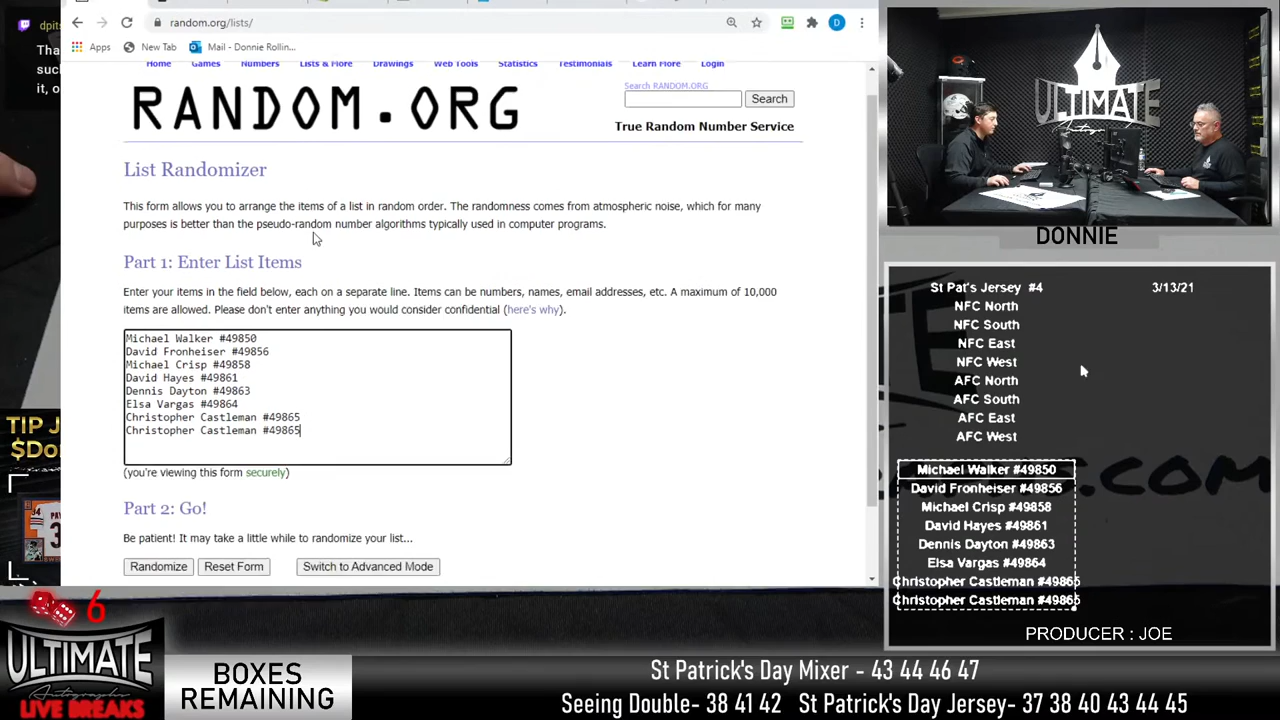 dpits
Tha
suc
it, o
random.org/lists/
D
Apps New Tab Mail - Donnie Rollin...
Home Games Numbers Lists & More Drawings Web Tools Statistics Testimonials Learn More Login
RANDOM.ORG
Search RANDOM.ORG
Search
True Random Number Service
List Randomizer
This form allows you to arrange the items of a list in random order. The randomness comes from atmospheric noise, which for many
purposes is better than the pseudo-random number algorithms typically used in computer programs.
Part 1: Enter List Items
Enter your items in the field below, each on a separate line. Items can be numbers, names, email addresses, etc. A maximum of 10,000
items are allowed. Please don't enter anything you would consider confidential (here's why).
Michael Walker #49850
David Fronheiser #49856
Michael Crisp #49858
David Hayes #49861
Dennis Dayton #49863
Elsa Vargas #49864
Christopher Castleman #49865
Christopher Castleman #49865
(you're viewing this form securely)
Part 2: Go!
Be patient! It may take a little while to randomize your list...
Randomize Reset Form Switch to Advanced Mode
TIP J
$Do
34
PAY
ULTIMATE
Autographs
DONNIE
St Pat's Jersey #4 3/13/21
NFC North
NFC South
NFC East
NFC West
AFC North
AFC South
AFC East
AFC West
Michael Walker #49850
David Fronheiser #49856
Michael Crisp #49858
David Hayes #49861
Dennis Dayton #49863
Elsa Vargas #49864
Christopher Castleman #49865
Christopher Castleman #49865
PRODUCER : JOE
6
ULTIMATE
Autographs
LIVE BREAKS
BOXES
REMAINING
St Patrick's Day Mixer - 43 44 46 47
Seeing Double- 38 41 42 St Patrick's Day Jersey- 37 38 40 43 44 45